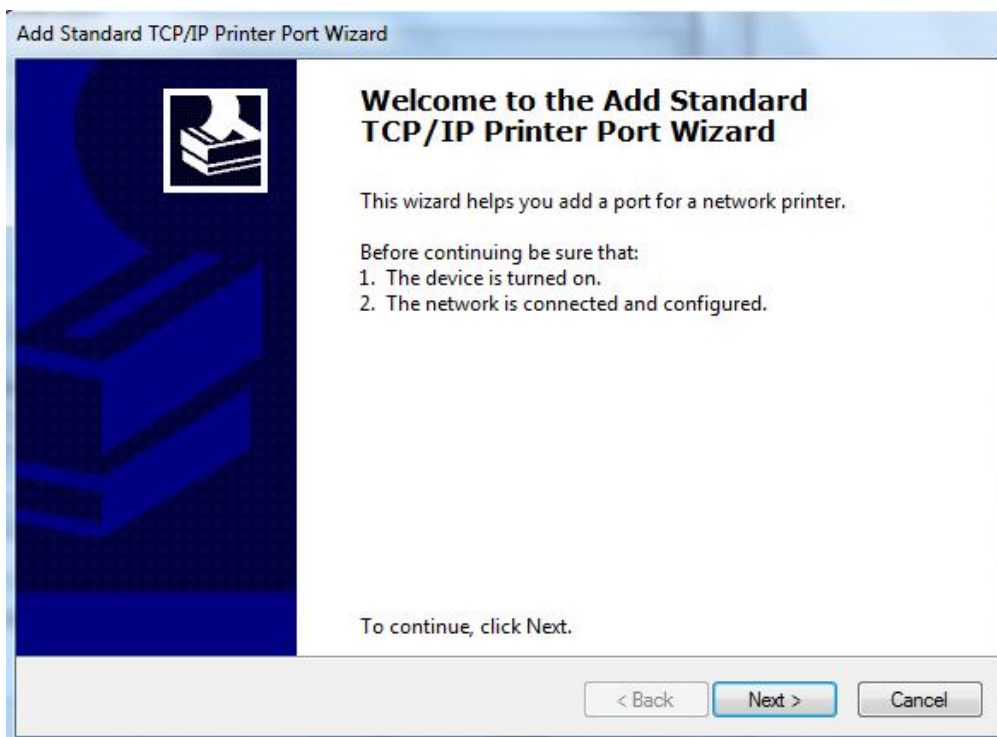 Add Standard TCP/IP Printer Port Wizard
Welcome to the Add Standard
TCP/IP Printer Port Wizard
This wizard helps you add a port for a network printer.
Before continuing be sure that:
1. The device is turned on.
2. The network is connected and configured.
To continue, click Next.
< Back Next > Cancel